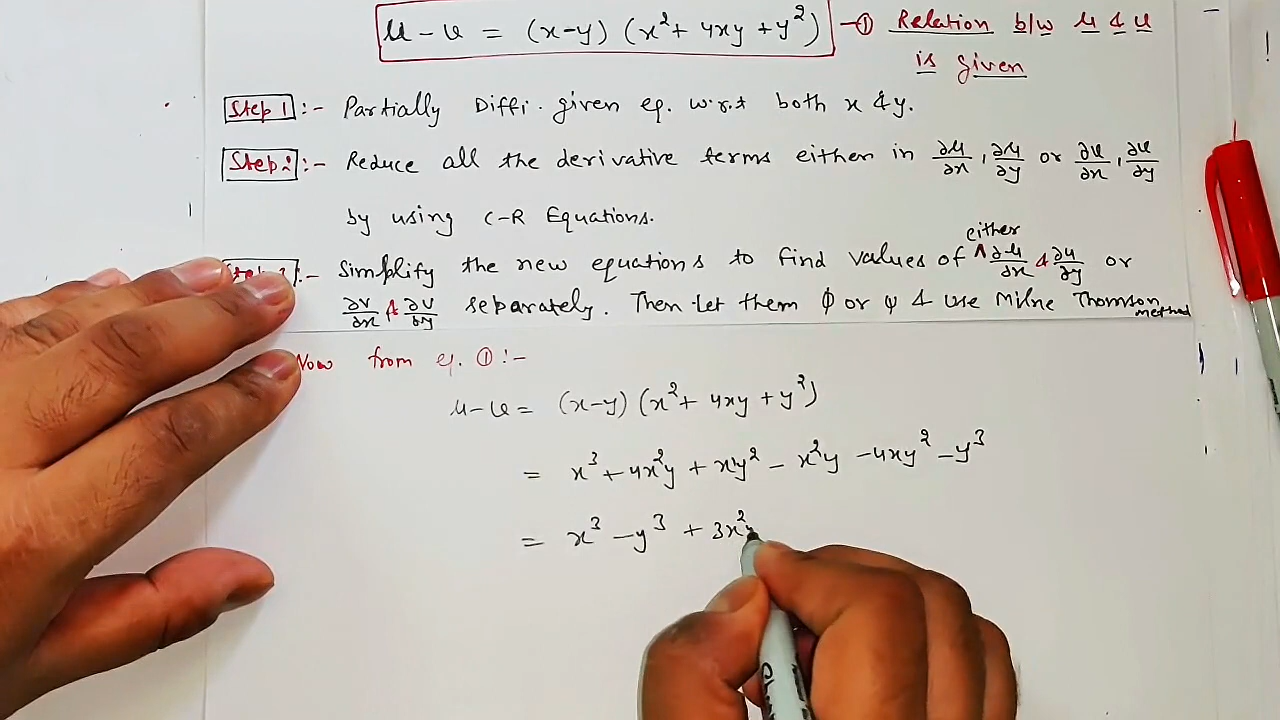 u - v = (x-y) (x² + 4xy + y²) -① Relation b/w u & v
is given
Step 1 :- Partially Diffi. given eq. w.r.t both x & y.
Step 2 :- Reduce all the derivative terms either in ∂u/∂x, ∂u/∂y or ∂v/∂x, ∂v/∂y
by using C-R Equations.
:- Simplify the new equations to find values of either ∂u/∂x & ∂u/∂y or
∂v/∂x & ∂v/∂y separately. Then let them φ or ψ & use Milne Thomson method
Now from eq. ① :-
u-v = (x-y) (x² + 4xy + y²)
= x³ + 4x²y + xy² - x²y - 4xy² - y³
= x³ - y³ + 3x²y